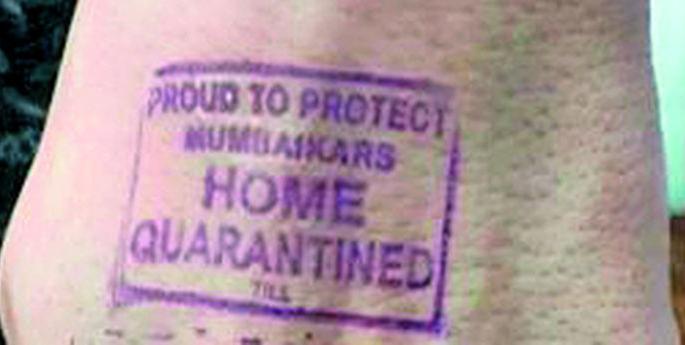 PROUD TO PROTECT
MUMBAIKARS
HOME
QUARANTINED
TILL